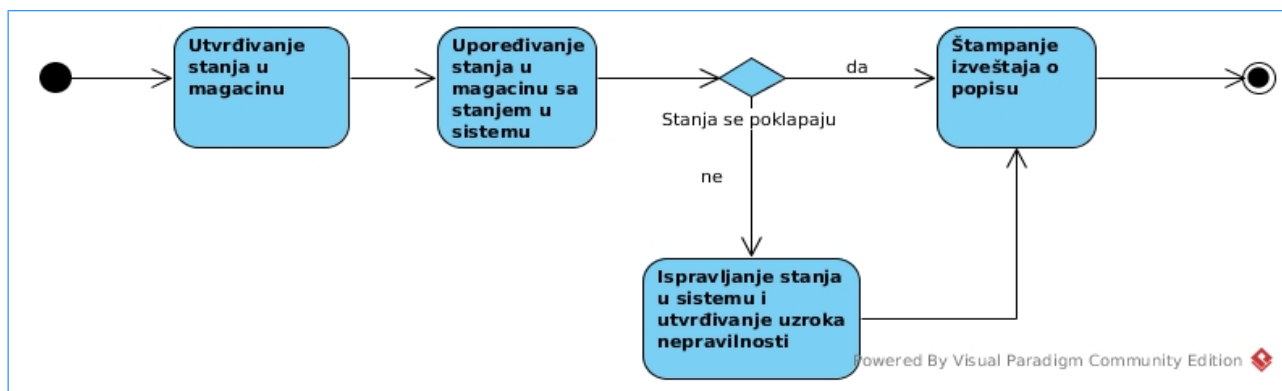 Utvrđivanje
stanja u
magacinu
Upoređivanje
stanja u
magacinu sa
stanjem u
sistemu
da
Stanja se poklapaju
ne
Štampanje
izveštaja o
popisu
Ispravljanje stanja
u sistemu i
utvrđivanje uzroka
nepravilnosti
Powered By Visual Paradigm Community Edition